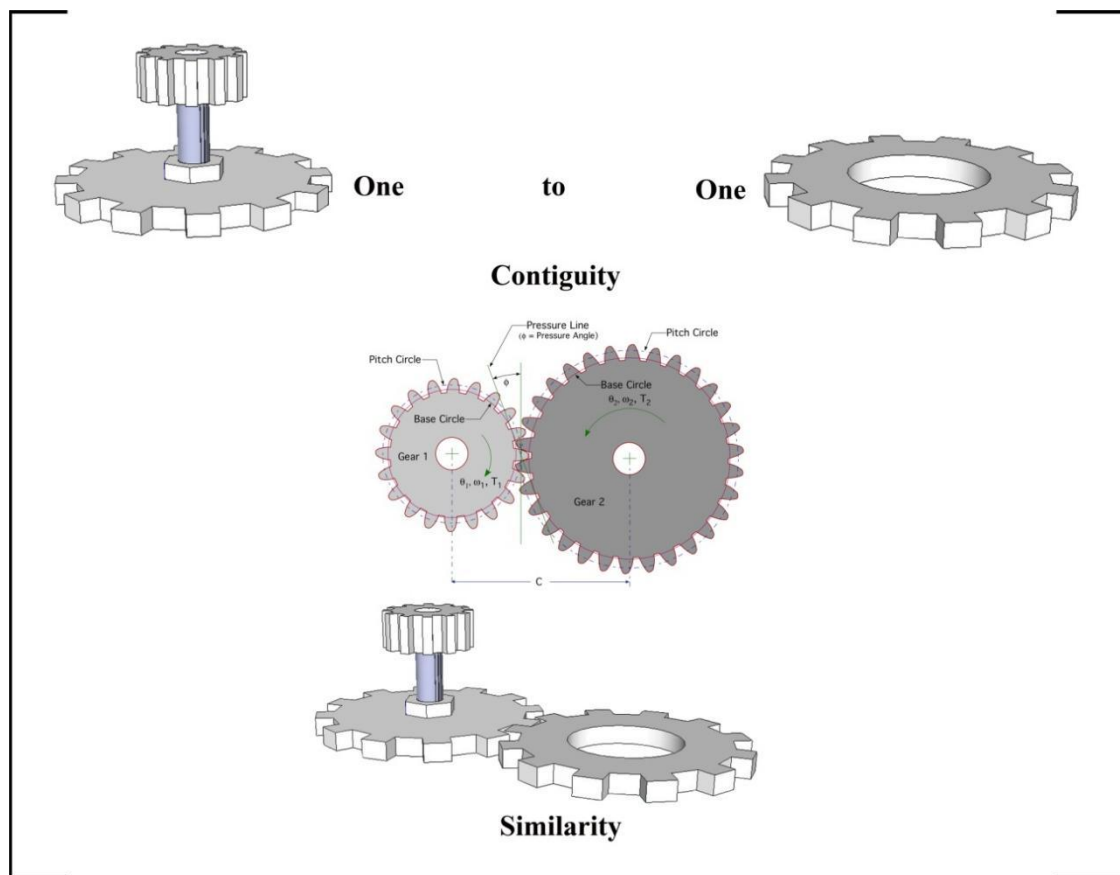 One to One
Contiguity
Pressure Line
(ϕ = Pressure Angle)
Pitch Circle
Pitch Circle
ϕ
Base Circle
θ₂, ω₂, T₂
Base Circle
Gear 1
θ₁, ω₁, T₁
Gear 2
C
Similarity